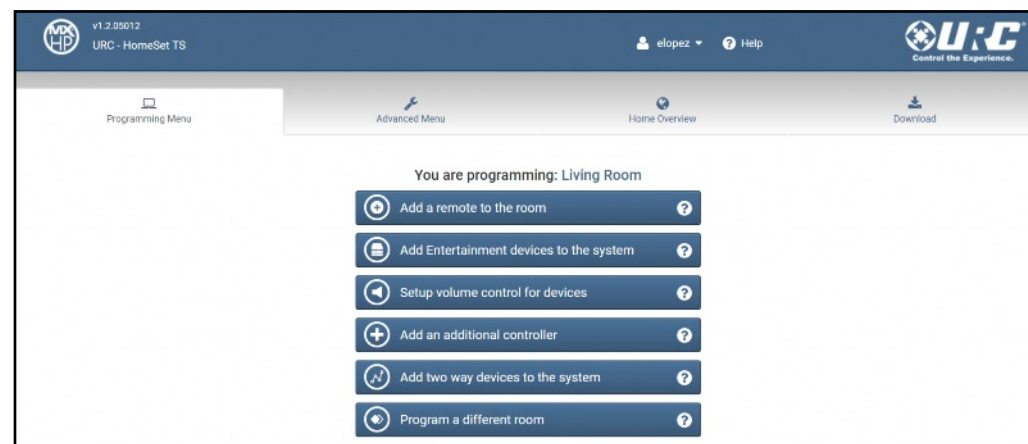 MX
HP
v1.2.05012
URC - HomeSet TS
elopez
Help
URC
Control the Experience.
Programming Menu
Advanced Menu
Home Overview
Download
You are programming: Living Room
Add a remote to the room
Add Entertainment devices to the system
Setup volume control for devices
Add an additional controller
Add two way devices to the system
Program a different room